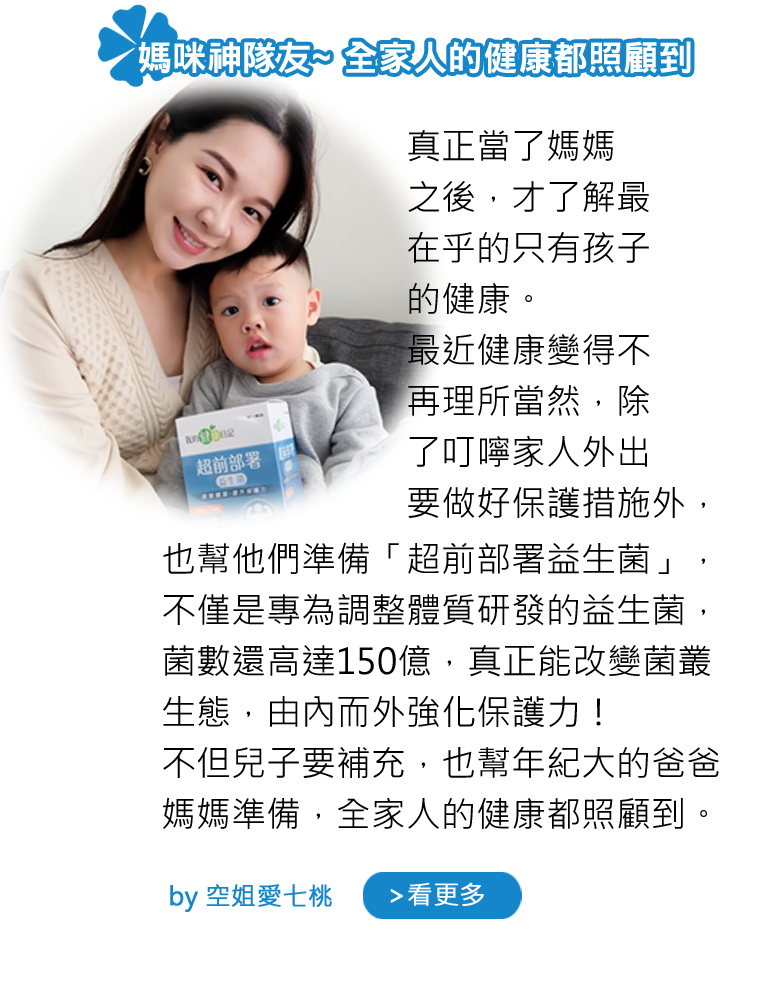 媽咪神隊友~ 全家人的健康都照顧到
真正當了媽媽
之後，才了解最
在乎的只有孩子
的健康。
最近健康變得不
再理所當然，除
了叮嚀家人外出
要做好保護措施外，
我的健康日記
超前部署
益生菌
也幫他們準備「超前部署益生菌」，
不僅是專為調整體質研發的益生菌，
菌數還高達150億，真正能改變菌叢
生態，由內而外強化保護力！
不但兒子要補充，也幫年紀大的爸爸
媽媽準備，全家人的健康都照顧到。
by 空姐愛七桃
>看更多